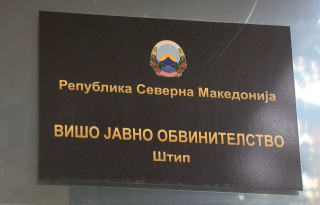 Република Северна Македонија
ВИШО ЈАВНО ОБВИНИТЕЛСТВО
Штип